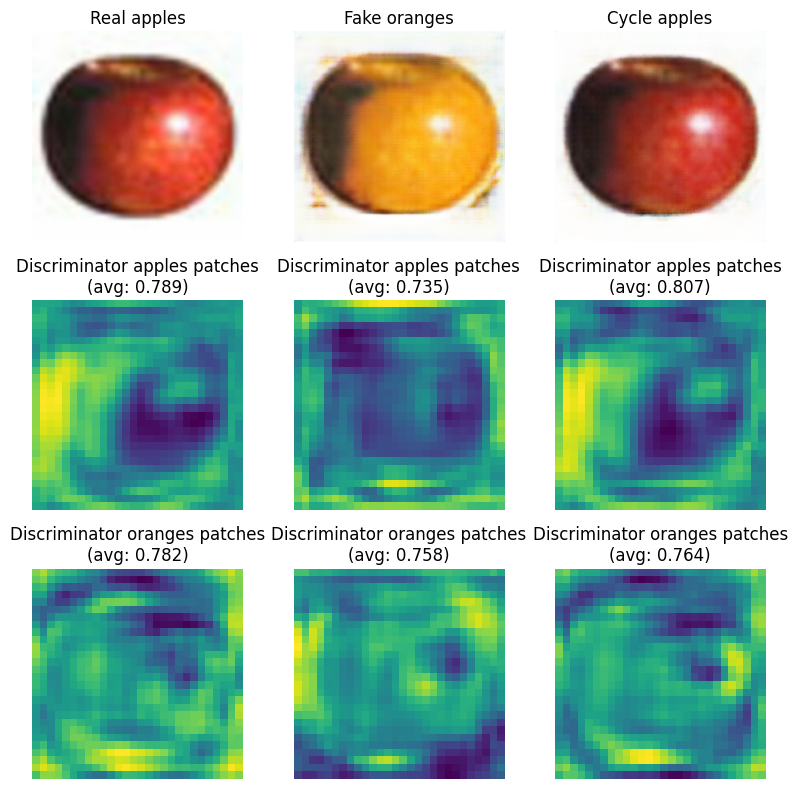 Real apples
Fake oranges
Cycle apples
Discriminator apples patches
(avg: 0.789)
Discriminator apples patches
(avg: 0.735)
Discriminator apples patches
(avg: 0.807)
Discriminator oranges patches
(avg: 0.782)
Discriminator oranges patches
(avg: 0.758)
Discriminator oranges patches
(avg: 0.764)